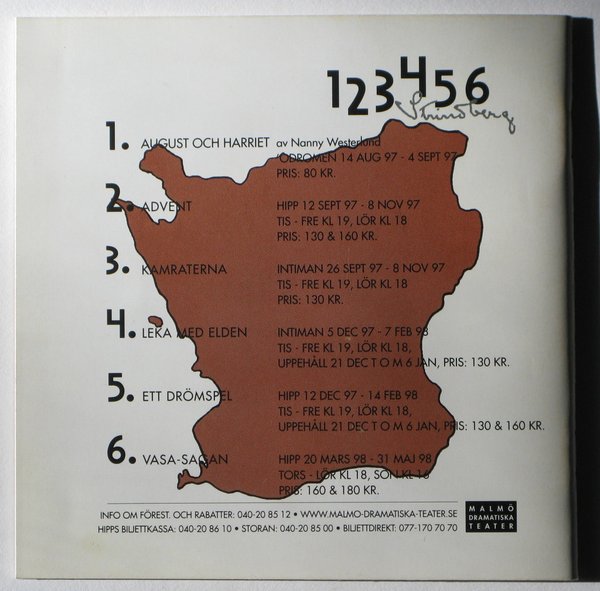 123456
Strindberg
1. AUGUST OCH HARRIET av Nanny Westerlund
ÖDROMEN 14 AUG 97 - 4 SEPT 97
PRIS: 80 KR.
2. ADVENT HIPP 12 SEPT 97 - 8 NOV 97
TIS - FRE KL 19, LÖR KL 18
PRIS: 130 & 160 KR.
3. KAMRATERNA INTIMAN 26 SEPT 97 - 8 NOV 97
TIS - FRE KL 19, LÖR KL 18
PRIS: 130 KR.
4. LEKA MED ELDEN INTIMAN 5 DEC 97 - 7 FEB 98
TIS - FRE KL 19, LÖR KL 18,
UPPEHÅLL 21 DEC T O M 6 JAN, PRIS: 130 KR.
5. ETT DRÖMSPEL HIPP 12 DEC 97 - 14 FEB 98
TIS - FRE KL 19, LÖR KL 18,
UPPEHÅLL 21 DEC T O M 6 JAN, PRIS: 130 & 160 KR.
6. VASA-SAGAN HIPP 20 MARS 98 - 31 MAJ 98
TORS - LÖR KL 18, SÖN KL 16
PRIS: 160 & 180 KR.
INFO OM FÖREST. OCH RABATTER: 040-20 85 12 • WWW.MALMO-DRAMATISKA-TEATER.SE
HIPPS BILJETTKASSA: 040-20 86 10 • STORAN: 040-20 85 00 • BILJETTDIREKT: 077-170 70 70
MALMÖ
DRAMATISKA
TEATER